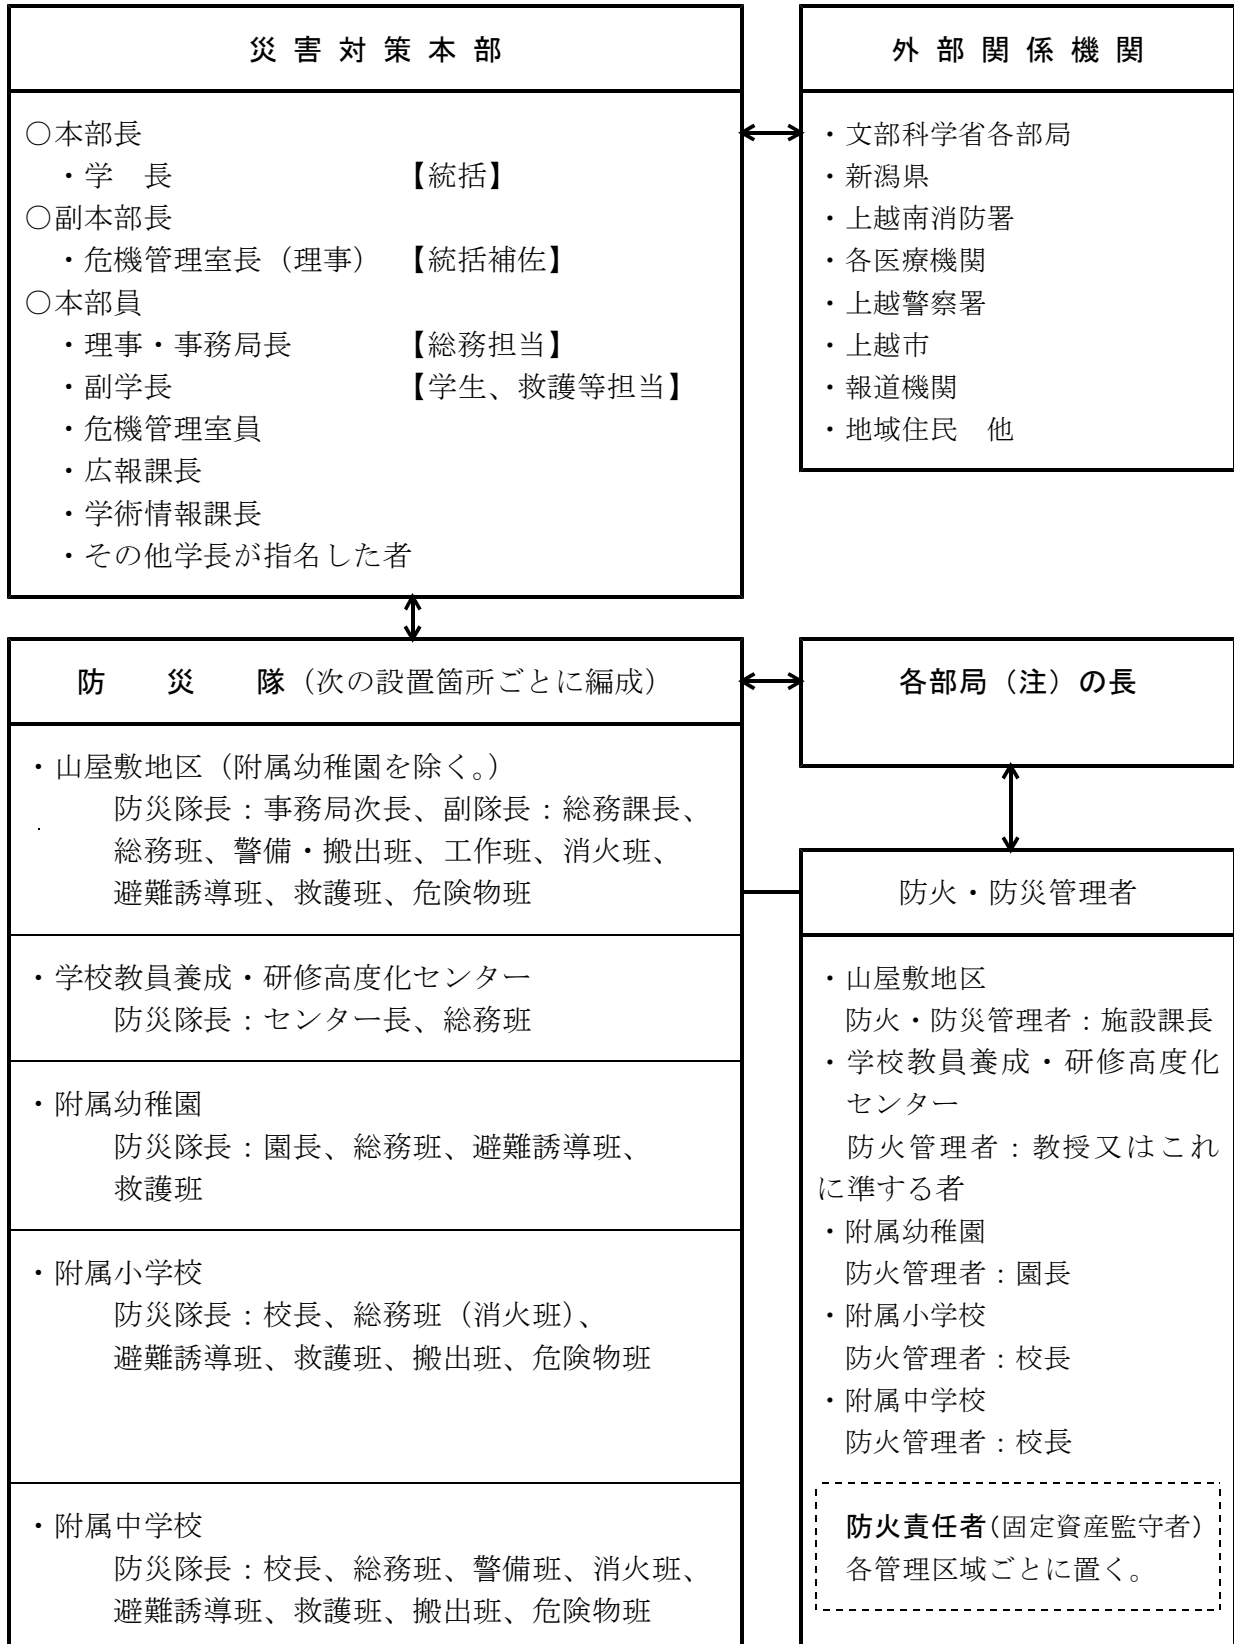 災害対策本部
○本部長
・学　長　【統括】
○副本部長
・危機管理室長（理事）　【統括補佐】
○本部員
・理事・事務局長　【総務担当】
・副学長　【学生、救護等担当】
・危機管理室員
・広報課長
・学術情報課長
・その他学長が指名した者
外部関係機関
・文部科学省各部局
・新潟県
・上越南消防署
・各医療機関
・上越警察署
・上越市
・報道機関
・地域住民　他
防　災　隊（次の設置箇所ごとに編成）
・山屋敷地区（附属幼稚園を除く。）
防災隊長：事務局次長、副隊長：総務課長、
総務班、警備・搬出班、工作班、消火班、
避難誘導班、救護班、危険物班
・学校教員養成・研修高度化センター
防災隊長：センター長、総務班
・附属幼稚園
防災隊長：園長、総務班、避難誘導班、
救護班
・附属小学校
防災隊長：校長、総務班（消火班）、
避難誘導班、救護班、搬出班、危険物班
・附属中学校
防災隊長：校長、総務班、警備班、消火班、
避難誘導班、救護班、搬出班、危険物班
各部局（注）の長
防火・防災管理者
・山屋敷地区
防火・防災管理者：施設課長
・学校教員養成・研修高度化
センター
防火管理者：教授又はこれ
に準する者
・附属幼稚園
防火管理者：園長
・附属小学校
防火管理者：校長
・附属中学校
防火管理者：校長
防火責任者（固定資産監守者）
各管理区域ごとに置く。